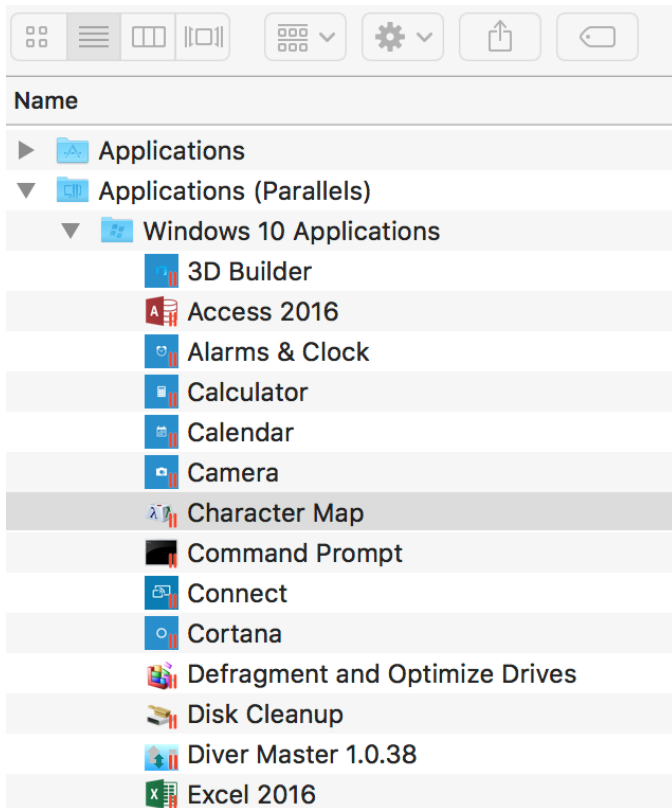 Name
Applications
Applications (Parallels)
Windows 10 Applications
3D Builder
Access 2016
Alarms & Clock
Calculator
Calendar
Camera
Character Map
Command Prompt
Connect
Cortana
Defragment and Optimize Drives
Disk Cleanup
Diver Master 1.0.38
Excel 2016